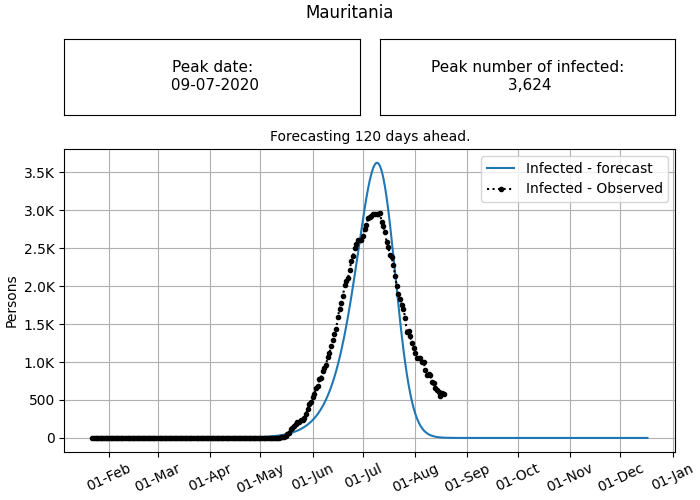 Mauritania
Peak date:
09-07-2020
Peak number of infected:
3,624
Forecasting 120 days ahead.
Infected - forecast
Infected - Observed
3.5K
3.0K
2.5K
2.0K
1.5K
1.0K
500
0
Persons
01-Feb
01-Mar
01-Apr
01-May
01-Jun
01-Jul
01-Aug
01-Sep
01-Oct
01-Nov
01-Dec
01-Jan